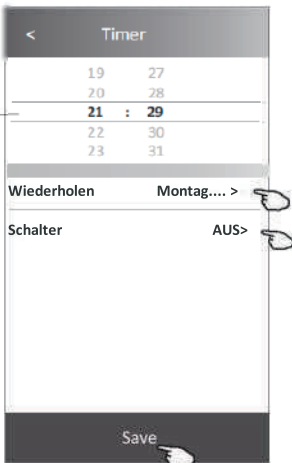 < Timer
19 27
20 28
21 : 29
22 30
23 31
Wiederholen Montag.... >
Schalter AUS>
Save